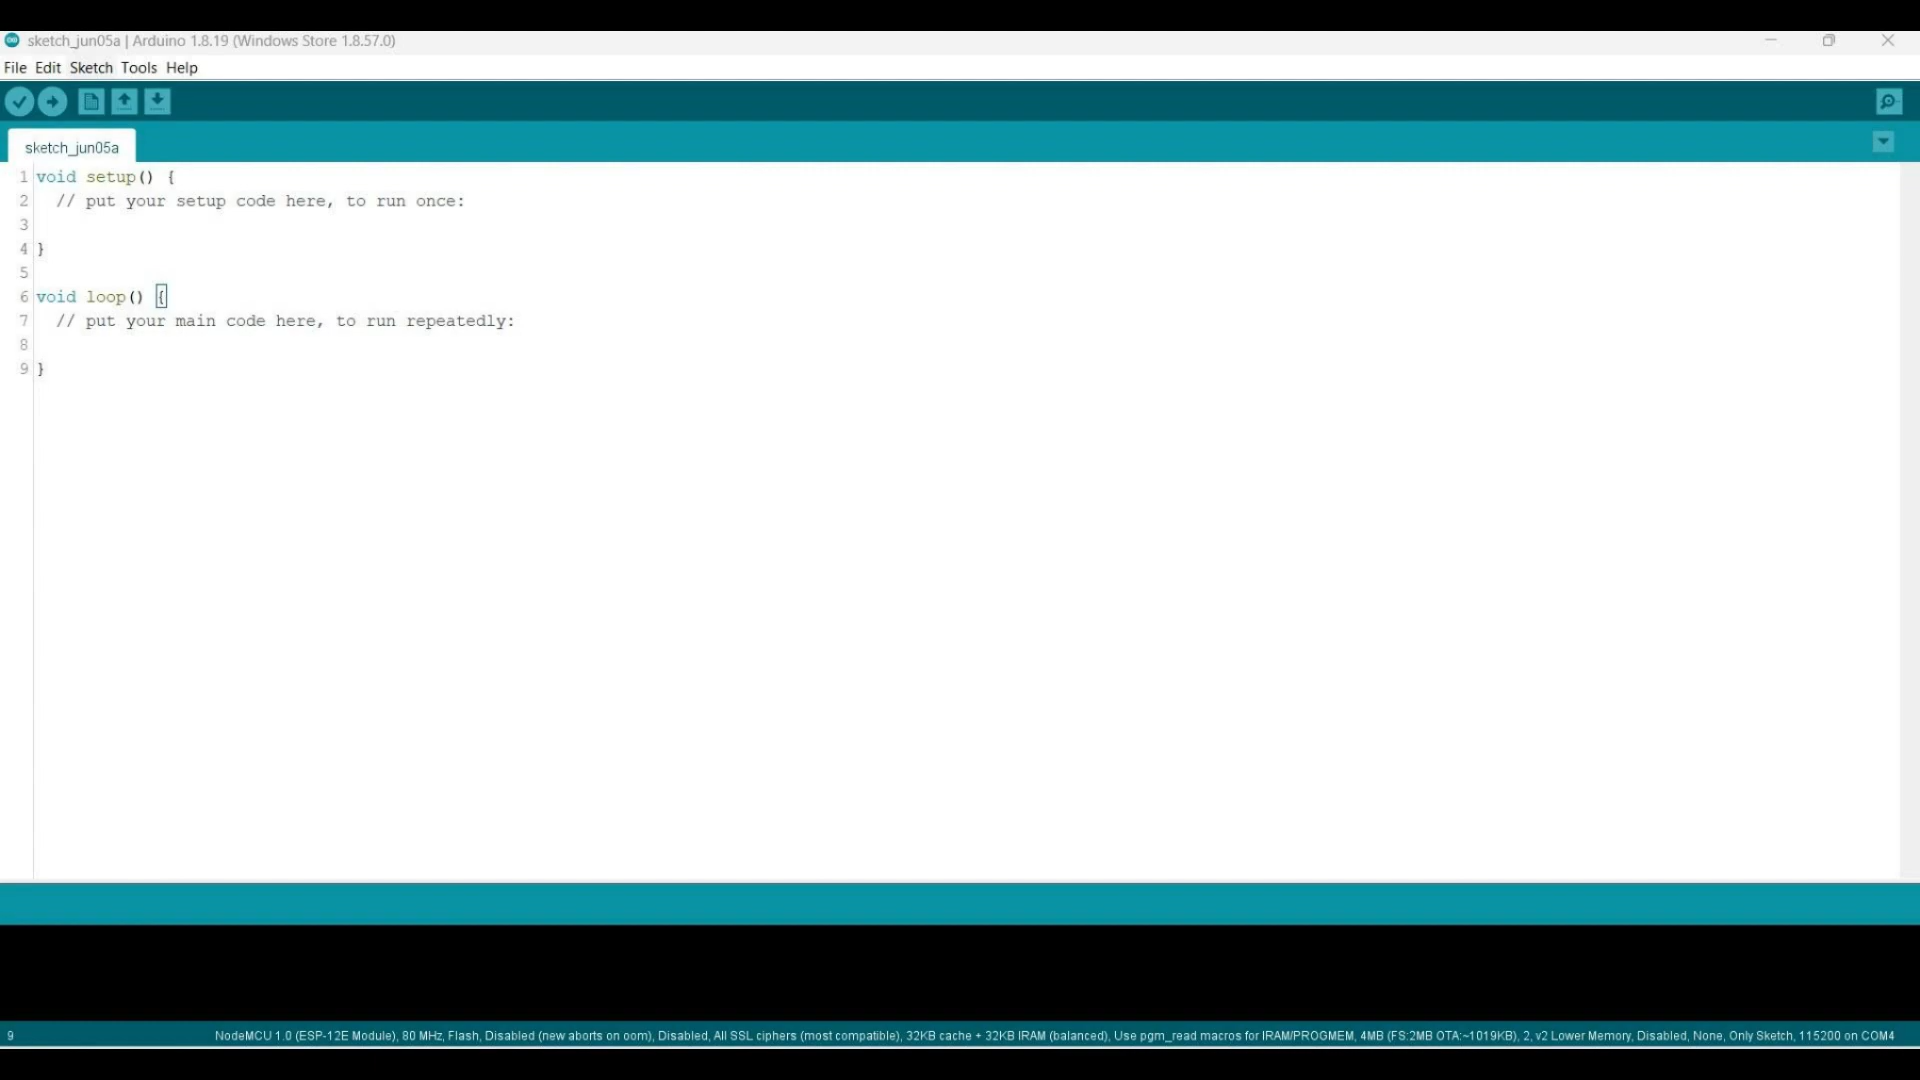 sketch_jun05a | Arduino 1.8.19 (Windows Store 1.8.57.0)
File Edit Sketch Tools Help
sketch_jun05a
1 void setup() {
2   // put your setup code here, to run once:
3
4 }
5
6 void loop() {
7   // put your main code here, to run repeatedly:
8
9 }
9 NodeMCU 1.0 (ESP-12E Module), 80 MHz, Flash, Disabled (new aborts on oom), Disabled, All SSL ciphers (most compatible), 32KB cache + 32KB IRAM (balanced), Use pgm_read macros for IRAM/PROGMEM, 4MB (FS:2MB OTA:~1019KB), 2, v2 Lower Memory, Disabled, None, Only Sketch, 115200 on COM4